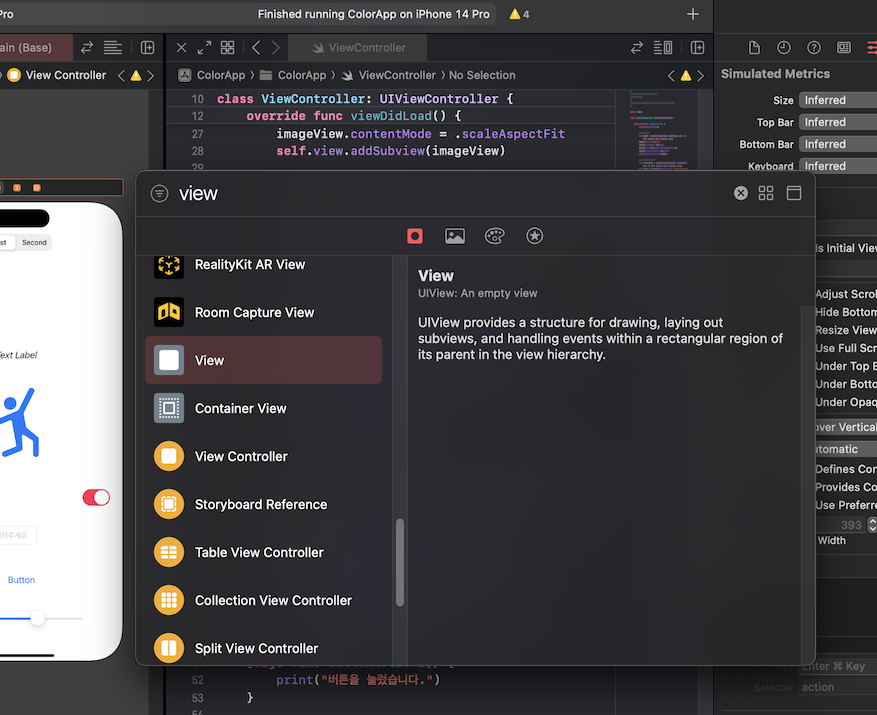 Pro
Finished running ColorApp on iPhone 14 Pro
4
ain (Base)
ViewController
View Controller
ColorApp
ColorApp
ViewController
No Selection
10 class ViewController: UIViewController {
12 override func viewDidLoad() {
27 imageView.contentMode = .scaleAspectFit
28 self.view.addSubview(imageView)
29
Simulated Metrics
Size Inferred
Top Bar Inferred
Bottom Bar Inferred
Keyboard Inferred
view
st
Second
ext Label
Button
RealityKit AR View
Room Capture View
View
Container View
View Controller
Storyboard Reference
Table View Controller
Collection View Controller
Split View Controller
View
UIView: An empty view
UIView provides a structure for drawing, laying out
subviews, and handling events within a rectangular region of
its parent in the view hierarchy.
Is Initial View
Adjust Scrol
Hide Bottom
Resize View
Use Full Scr
Under Top B
Under Botto
Under Opaq
over Vertical
utomatic
Defines Con
Provides Co
Use Preferre
393
Width
52 print("버튼을 눌렀습니다.")
53 }
54
Key Enter ⌘ Key
Selector action